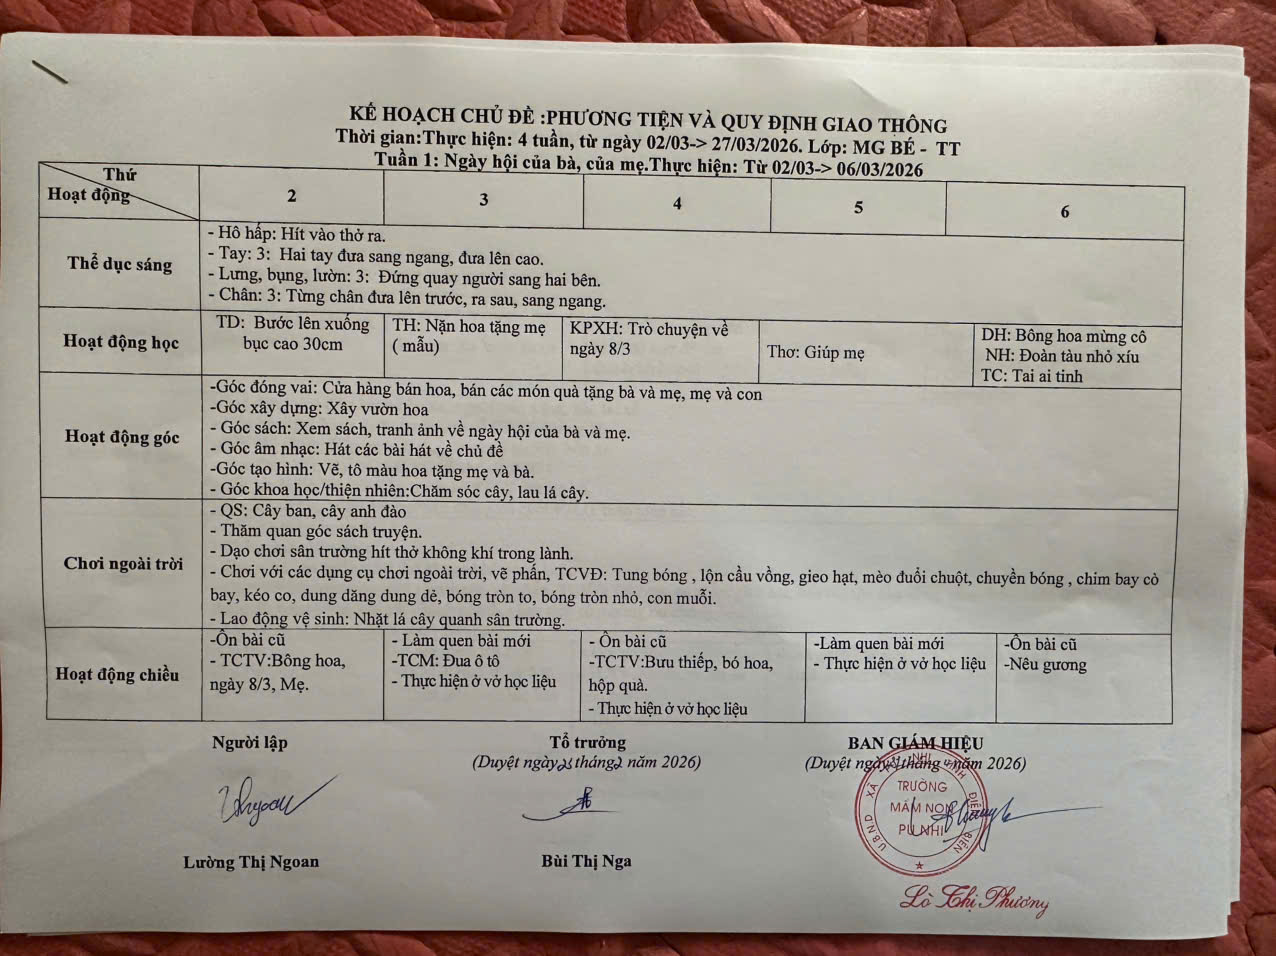 KẾ HOẠCH CHỦ ĐỀ :PHƯƠNG TIỆN VÀ QUY ĐỊNH GIAO THÔNG
Thời gian:Thực hiện: 4 tuần, từ ngày 02/03-> 27/03/2026. Lớp: MG BÉ - TT
Tuần 1: Ngày hội của bà, của mẹ.Thực hiện: Từ 02/03-> 06/03/2026
Thứ
Hoạt động
2
3
4
5
6
Thể dục sáng
- Hô hấp: Hít vào thở ra.
- Tay: 3: Hai tay đưa sang ngang, đưa lên cao.
- Lưng, bụng, lườn: 3: Đứng quay người sang hai bên.
- Chân: 3: Từng chân đưa lên trước, ra sau, sang ngang.
Hoạt động học
TD: Bước lên xuống
bục cao 30cm
TH: Nặn hoa tặng mẹ
( mẫu)
KPXH: Trò chuyện về
ngày 8/3
Thơ: Giúp mẹ
DH: Bông hoa mừng cô
NH: Đoàn tàu nhỏ xíu
TC: Tai ai tinh
Hoạt động góc
-Góc đóng vai: Cửa hàng bán hoa, bán các món quà tặng bà và mẹ, mẹ và con
-Góc xây dựng: Xây vườn hoa
- Góc sách: Xem sách, tranh ảnh về ngày hội của bà và mẹ.
- Góc âm nhạc: Hát các bài hát về chủ đề
-Góc tạo hình: Vẽ, tô màu hoa tặng mẹ và bà.
- Góc khoa học/thiện nhiên:Chăm sóc cây, lau lá cây.
Chơi ngoài trời
- QS: Cây ban, cây anh đào
- Thăm quan góc sách truyện.
- Dạo chơi sân trường hít thở không khí trong lành.
- Chơi với các dụng cụ chơi ngoài trời, vẽ phấn, TCVĐ: Tung bóng , lộn cầu vồng, gieo hạt, mèo đuổi chuột, chuyền bóng , chim bay cò
bay, kéo co, dung dăng dung dẻ, bóng tròn to, bóng tròn nhỏ, con muỗi.
- Lao động vệ sinh: Nhặt lá cây quanh sân trường.
Hoạt động chiều
-Ôn bài cũ
- TCTV:Bông hoa,
ngày 8/3, Mẹ.
- Làm quen bài mới
-TCM: Đua ô tô
- Thực hiện ở vở học liệu
- Ôn bài cũ
-TCTV:Bưu thiếp, bó hoa,
hộp quà.
- Thực hiện ở vở học liệu
-Làm quen bài mới
- Thực hiện ở vở học liệu
-Ôn bài cũ
-Nêu gương
Người lập
Tổ trưởng
BAN GIÁM HIỆU
(Duyệt ngày tháng2 năm 2026)
(Duyệt ngày tháng năm 2026)
U.B.N.D XÃ NHI TỈNH ĐIỆN BIÊN
TRƯỜNG
MẦM NON
PU NHI
Lường Thị Ngoan
Bùi Thị Nga
Lò Thị Phương